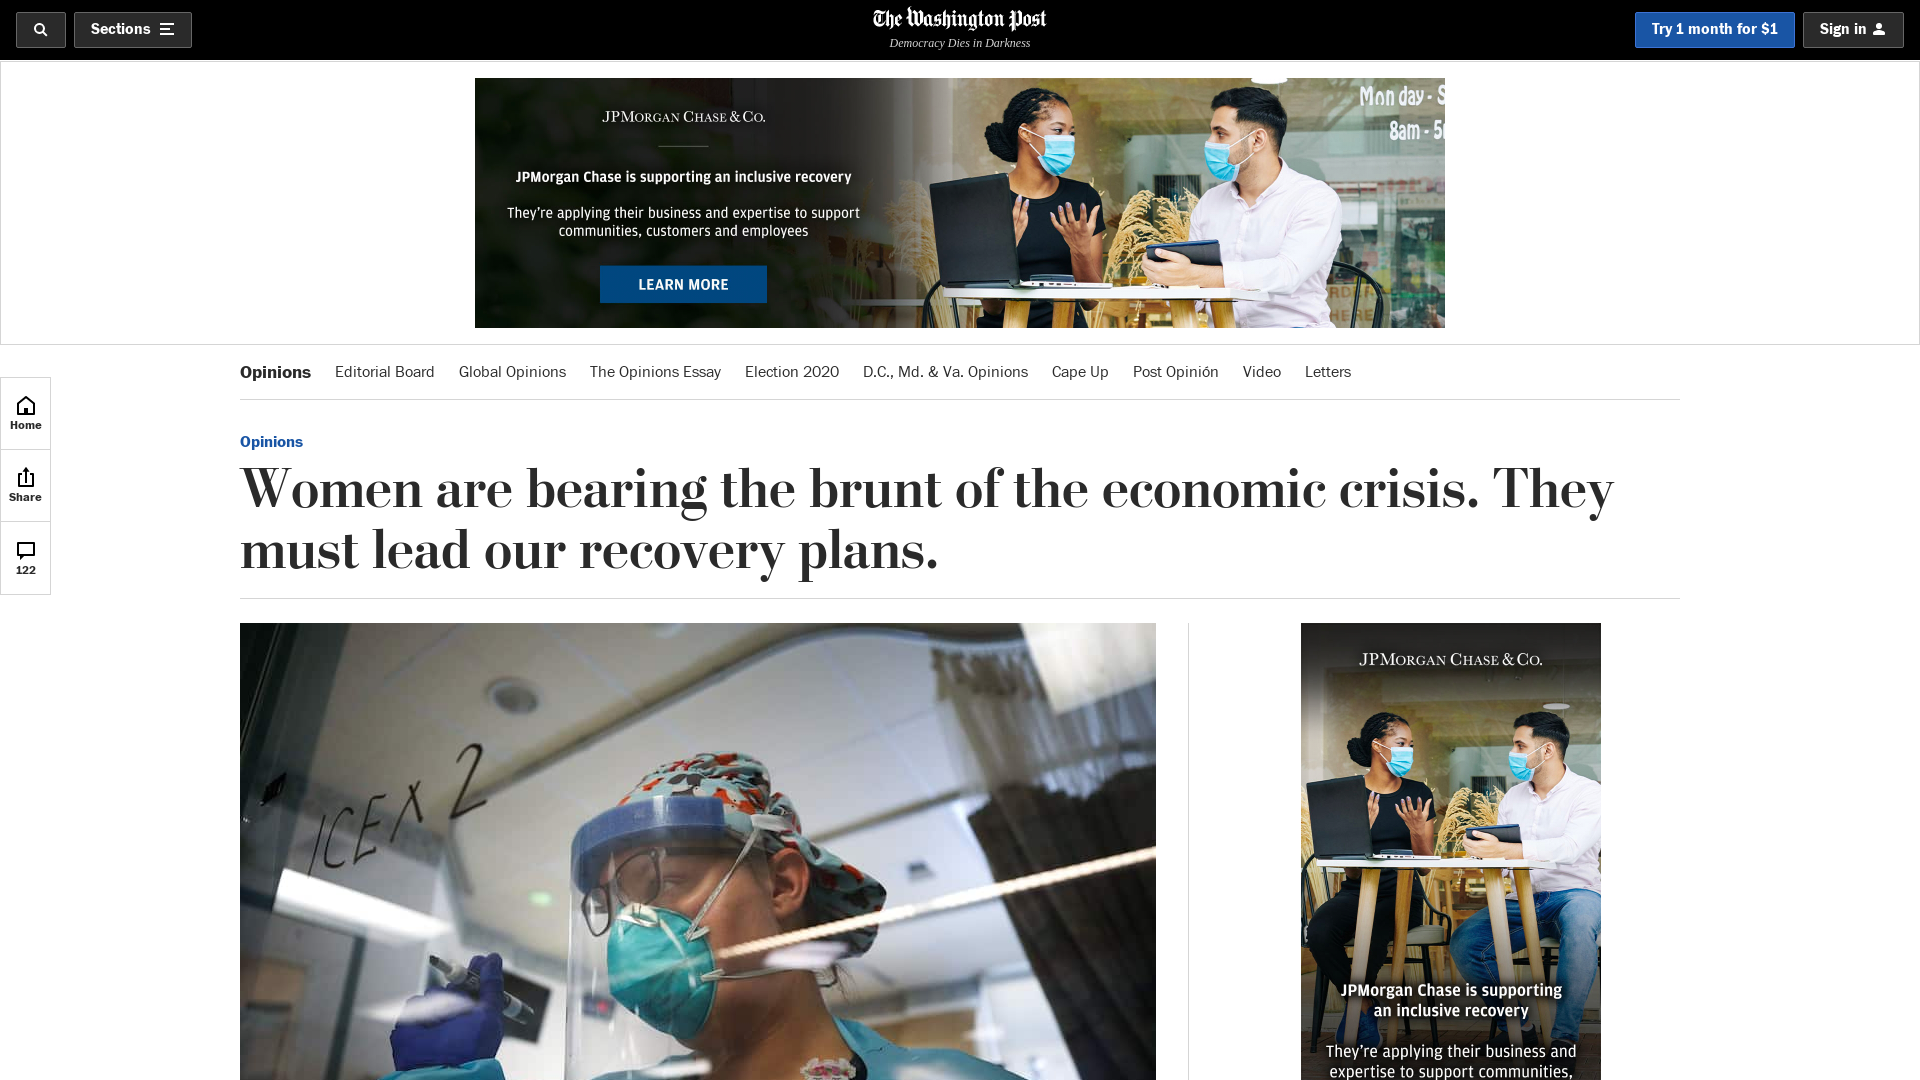 Sections
The Washington Post
Democracy Dies in Darkness
Try 1 month for $1
Sign in
JPMORGAN CHASE & CO.
JPMorgan Chase is supporting an inclusive recovery
They're applying their business and expertise to support
communities, customers and employees
LEARN MORE
Mon day - S
8am - 5
Opinions Editorial Board Global Opinions The Opinions Essay Election 2020 D.C., Md. & Va. Opinions Cape Up Post Opinión Video Letters
Home
Share
122
Opinions
Women are bearing the brunt of the economic crisis. They
must lead our recovery plans.
ICE X 2
JPMORGAN CHASE & CO.
JPMorgan Chase is supporting
an inclusive recovery
They're applying their business and
expertise to support communities,